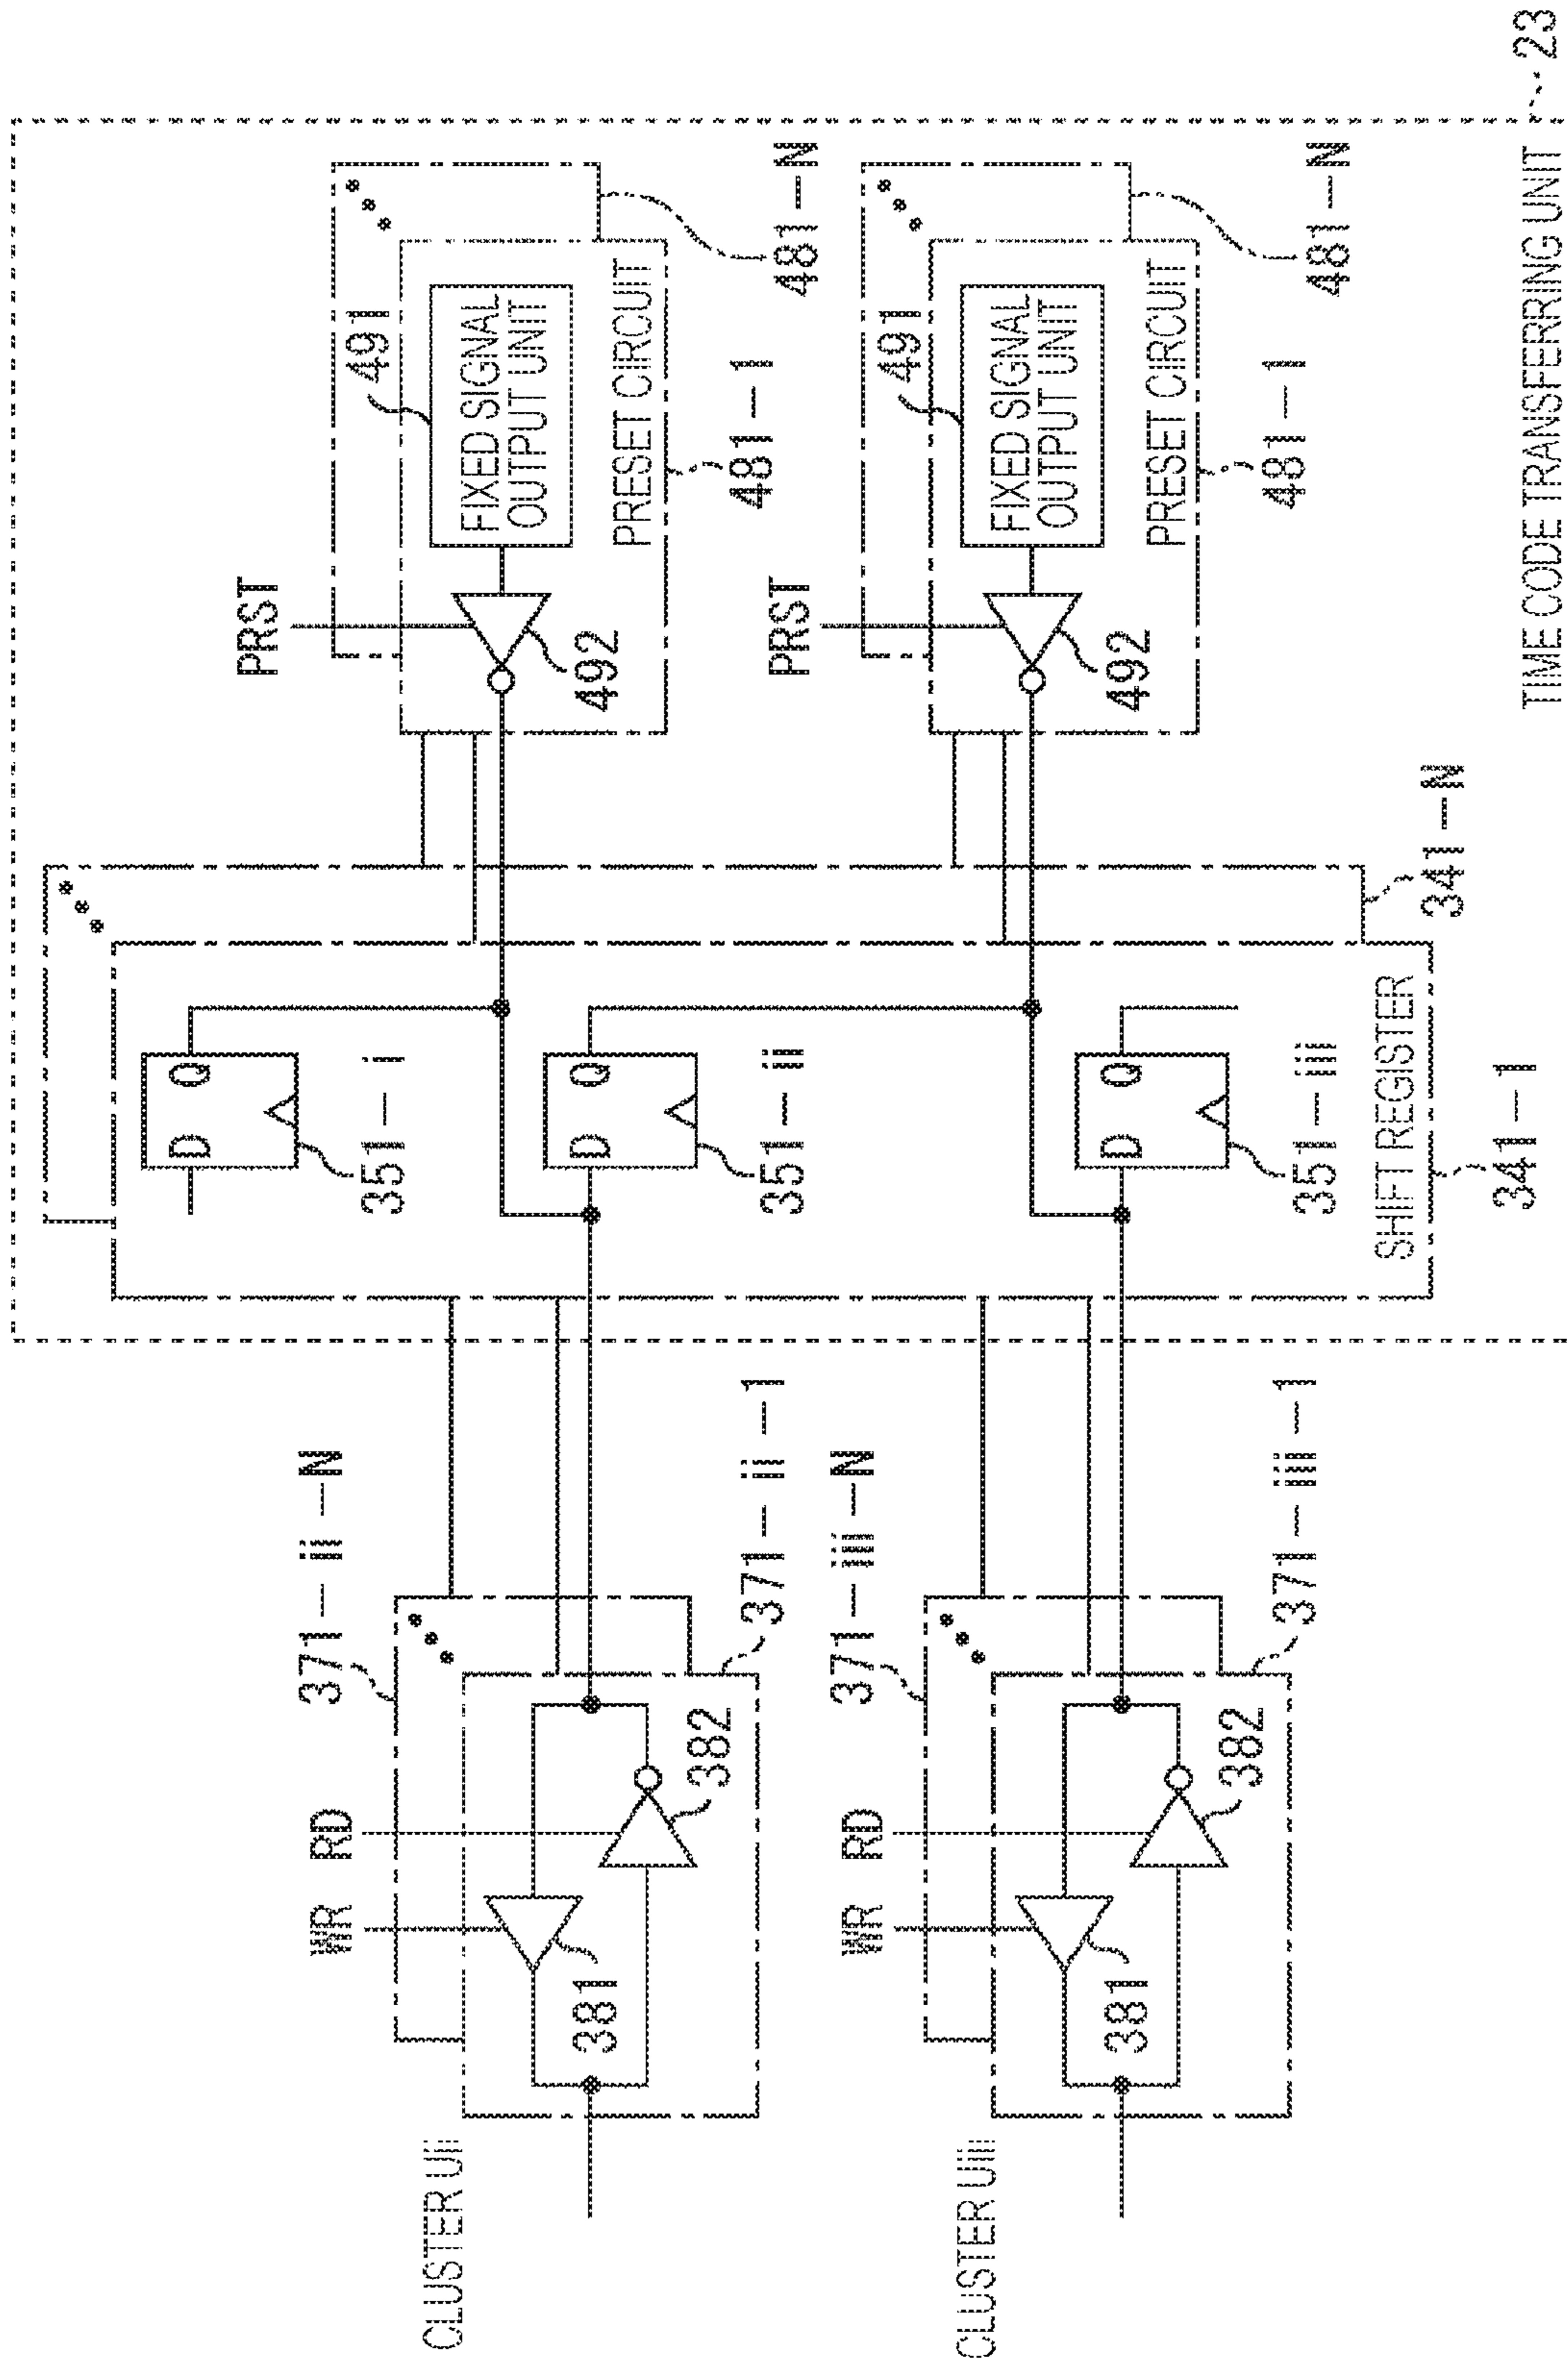 D Q
PRST
371-ii-N
WR
RD
351-i
491
CLUSTER Uii
FIXED SIGNAL
OUTPUT UNIT
381
D Q
492
PRESET CIRCUIT
382
481-1
371-ii-1
351-ii
481-N
PRST
371-iii-N
WR
RD
491
CLUSTER Uiii
FIXED SIGNAL
OUTPUT UNIT
381
D Q
492
PRESET CIRCUIT
382
481-1
371-iii-1
351-iii
481-N
SHIFT REGISTER
341-N
341-1
TIME CODE TRANSFERRING UNIT
23